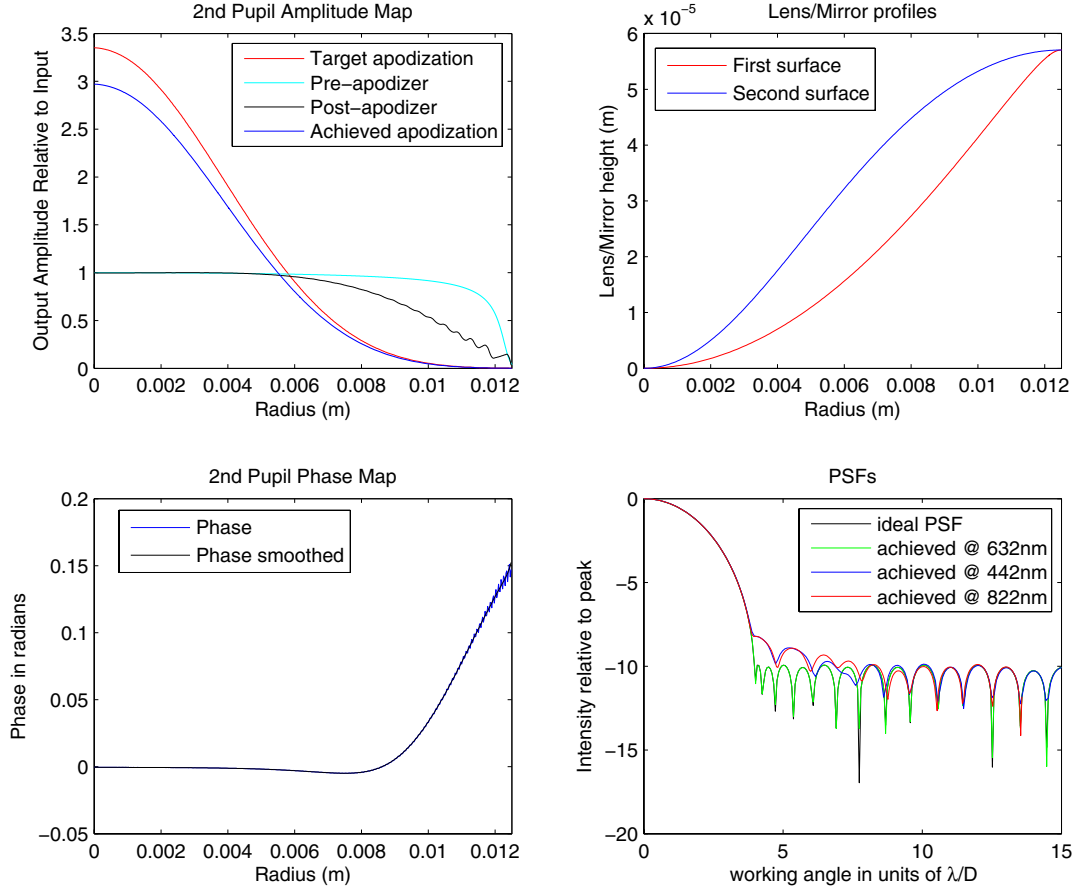 2nd Pupil Amplitude Map
Output Amplitude Relative to Input
3.5
3
2.5
2
1.5
1
0.5
0
Target apodization
Pre−apodizer
Post−apodizer
Achieved apodization
0 0.002 0.004 0.006 0.008 0.01 0.012
Radius (m)
Lens/Mirror profiles
x 10−5
Lens/Mirror height (m)
6
5
4
3
2
1
0
First surface
Second surface
0.002 0.004 0.006 0.008 0.01 0.012
Radius (m)
2nd Pupil Phase Map
Phase in radians
0.2
0.15
0.1
0.05
0
−0.05
Phase
Phase smoothed
0 0.002 0.004 0.006 0.008 0.01 0.012
Radius (m)
PSFs
Intensity relative to peak
0
−5
−10
−15
−20
ideal PSF
achieved @ 632nm
achieved @ 442nm
achieved @ 822nm
0 5 10 15
working angle in units of λ/D